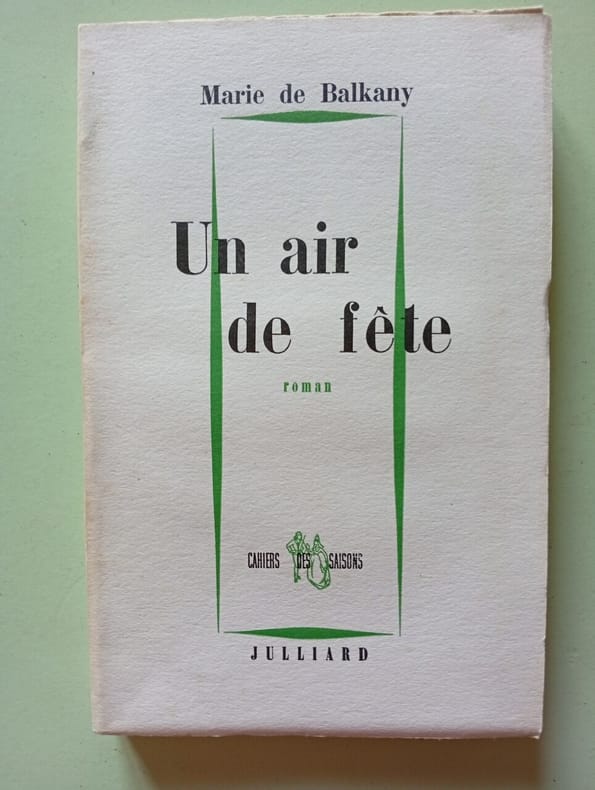 Marie de Balkany
Un air
de fête
roman
CAHIERS DES SAISONS
JULLIARD